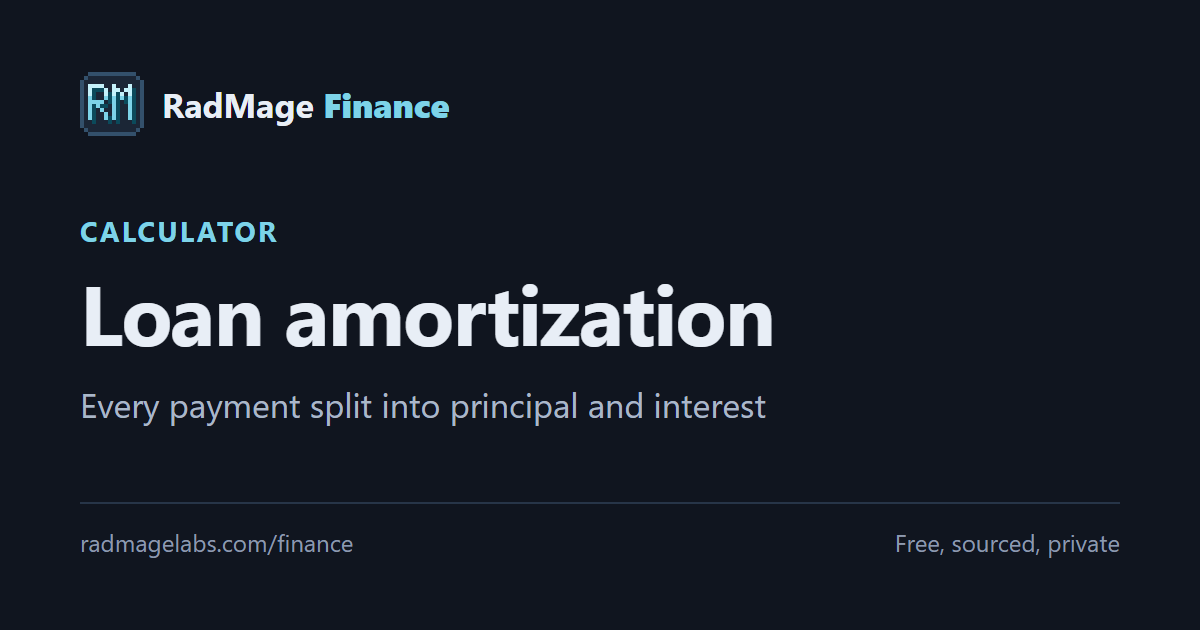 RM
RadMage Finance
CALCULATOR
Loan amortization
Every payment split into principal and interest
radmagelabs.com/finance
Free, sourced, private